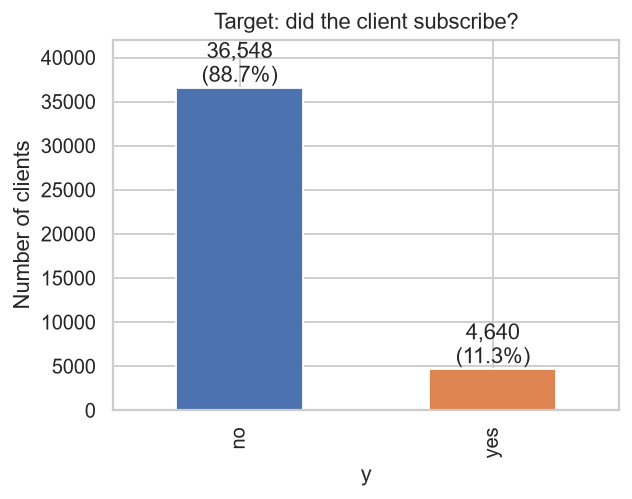 Target: did the client subscribe?
Number of clients
40000
35000
30000
25000
20000
15000
10000
5000
0
36,548
(88.7%)
4,640
(11.3%)
no
yes
y